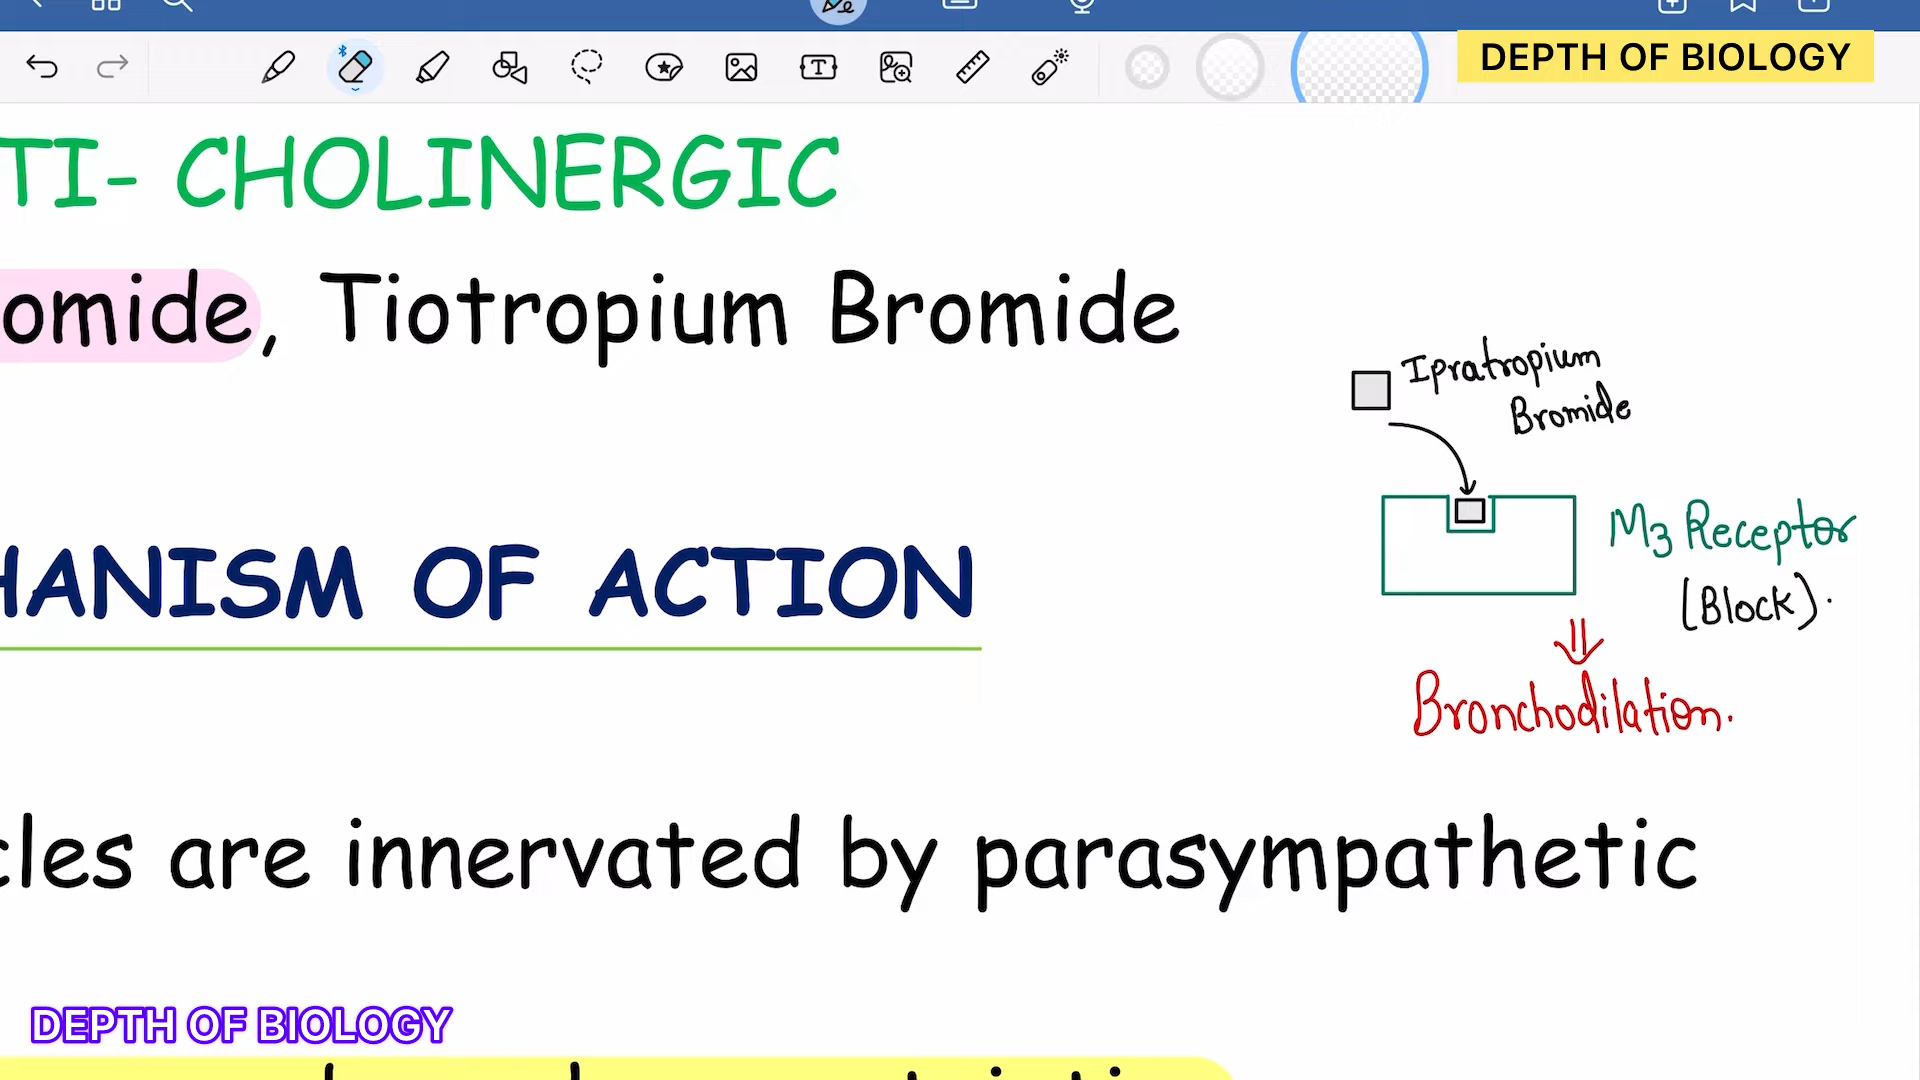 DEPTH OF BIOLOGY
TI- CHOLINERGIC
omide, Tiotropium Bromide
Ipratropium
Bromide
HANISM OF ACTION
M3 Receptor
(Block).
Bronchodilation.
cles are innervated by parasympathetic
DEPTH OF BIOLOGY